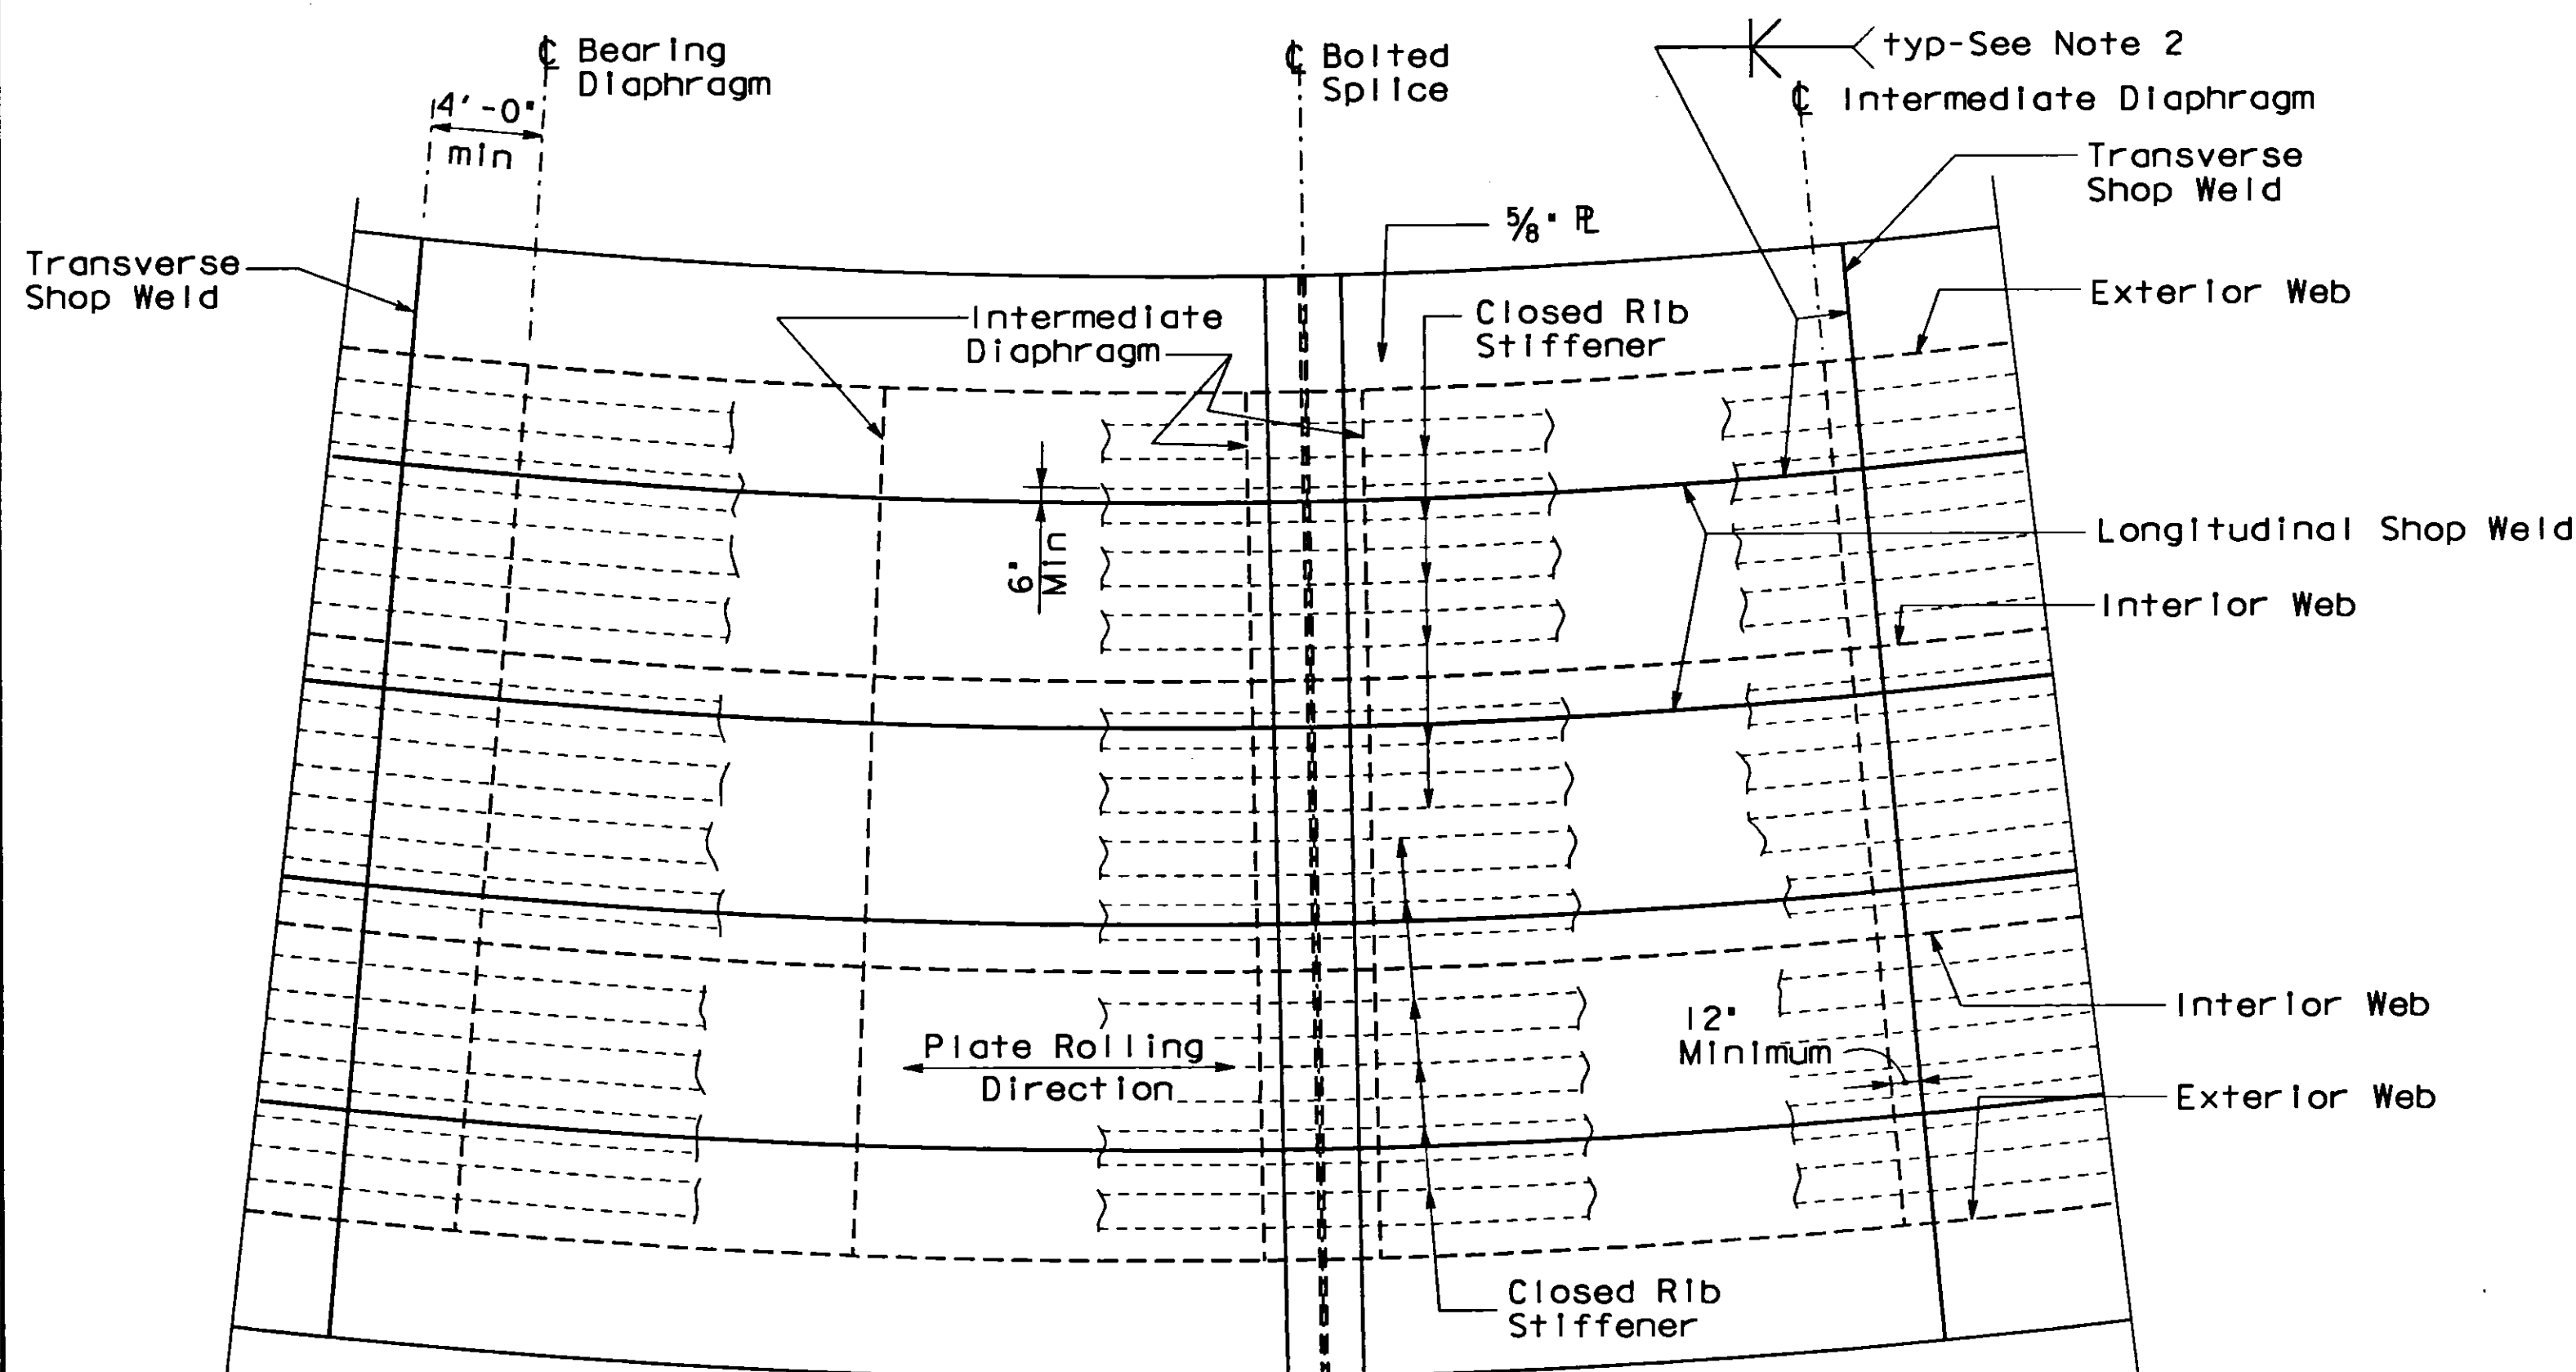 ℄ Bearing
Diaphragm
4'-0"
min
℄ Bolted
Splice
typ-See Note 2
℄ Intermediate Diaphragm
Transverse
Shop Weld
5/8" ℄
Transverse
Shop Weld
Exterior Web
Intermediate
Diaphragm
Closed Rib
Stiffener
Longitudinal Shop Weld
6"
Min
Interior Web
Interior Web
12"
Minimum
Plate Rolling
Direction
Exterior Web
Closed Rib
Stiffener